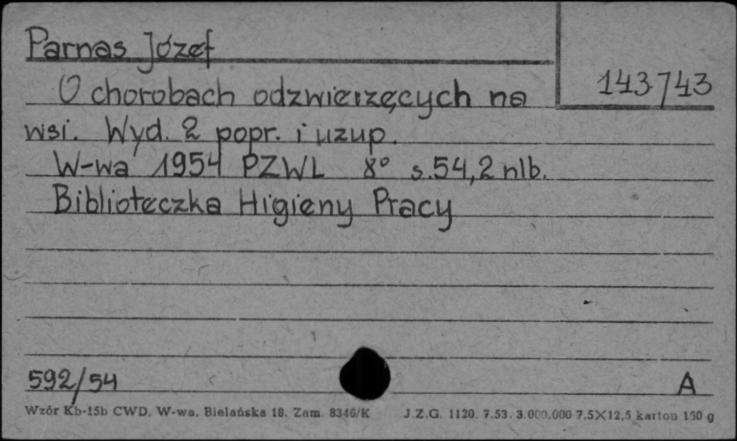 Parnas Józef
143743
O chorobach odzwierzęcych na
wsi. Wyd. 2 popr. i uzup.
W-wa 1954 PZWL 8° s.54,2 nlb.
Biblioteczka Higieny Pracy
592/54
A
Wzór Kb-15b CWD, W-wa, Bielańska 18. Zam. 8346/K J.Z.G. 1120. 7.53. 3.000.000 7.5×12,5 karton 150 g